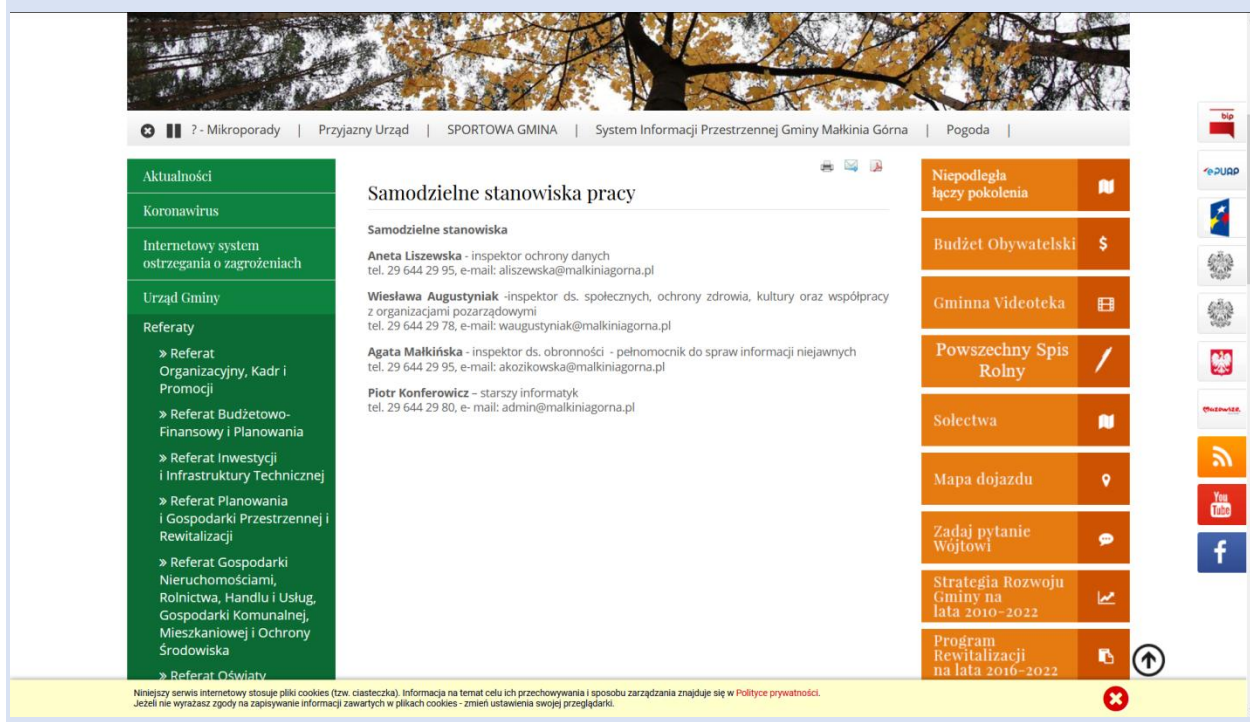 ? - Mikroporady | Przyjazny Urząd | SPORTOWA GMINA | System Informacji Przestrzennej Gminy Małkinia Górna | Pogoda |
Aktualności
Koronawirus
Internetowy system
ostrzegania o zagrożeniach
Urząd Gminy
Referaty
» Referat
Organizacyjny, Kadr i
Promocji
» Referat Budżetowo-
Finansowy i Planowania
» Referat Inwestycji
i Infrastruktury Technicznej
» Referat Planowania
i Gospodarki Przestrzennej i
Rewitalizacji
» Referat Gospodarki
Nieruchomościami,
Rolnictwa, Handlu i Usług,
Gospodarki Komunalnej,
Mieszkaniowej i Ochrony
Środowiska
» Referat Oświaty
Samodzielne stanowiska pracy
Samodzielne stanowiska
Aneta Liszewska - inspektor ochrony danych
tel. 29 644 29 95, e-mail: aliszewska@malkiniagorna.pl
Wiesława Augustyniak -inspektor ds. społecznych, ochrony zdrowia, kultury oraz współpracy
z organizacjami pozarządowymi
tel. 29 644 29 78, e-mail: waugustyniak@malkiniagorna.pl
Agata Małkińska - inspektor ds. obronności - pełnomocnik do spraw informacji niejawnych
tel. 29 644 29 95, e-mail: akozikowska@malkiniagorna.pl
Piotr Konferowicz – starszy informatyk
tel. 29 644 29 80, e- mail: admin@malkiniagorna.pl
Niepodległa
łączy pokolenia
Budżet Obywatelski
$
Gminna Videoteka
Powszechny Spis
Rolny
Sołectwa
Mapa dojazdu
Zadaj pytanie
Wójtowi
Strategia Rozwoju
Gminy na
lata 2010-2022
Program
Rewitalizacji
na lata 2016-2022
bip
ePUAP
Mazowsze.
You
Tube
f
Niniejszy serwis internetowy stosuje pliki cookies (tzw. ciasteczka). Informacja na temat celu ich przechowywania i sposobu zarządzania znajduje się w Polityce prywatności.
Jeżeli nie wyrażasz zgody na zapisywanie informacji zawartych w plikach cookies - zmień ustawienia swojej przeglądarki.